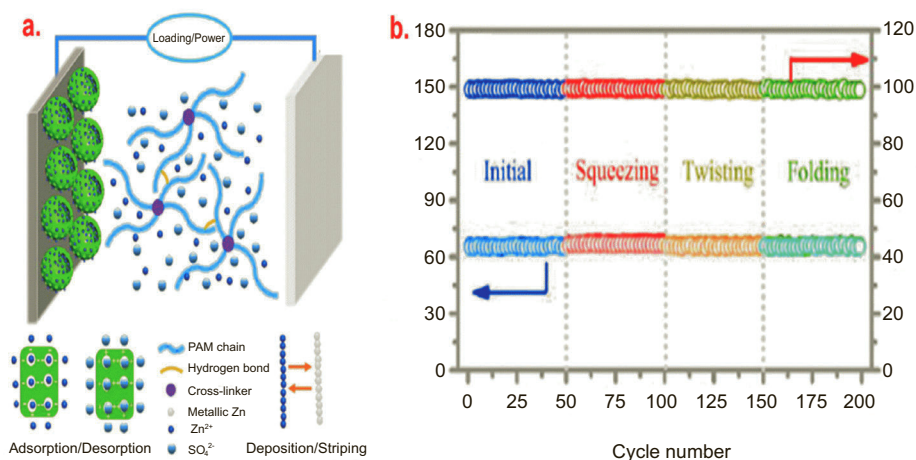 a.
Loading/Power
PAM chain
Hydrogen bond
Cross-linker
Metallic Zn
Zn²⁺
SO₄²⁻
Adsorption/Desorption
Deposition/Striping
b.
180
150
120
90
60
30
0
120
100
80
60
40
20
0
Initial
Squeezing
Twisting
Folding
0 25 50 75 100 125 150 175 200
Cycle number